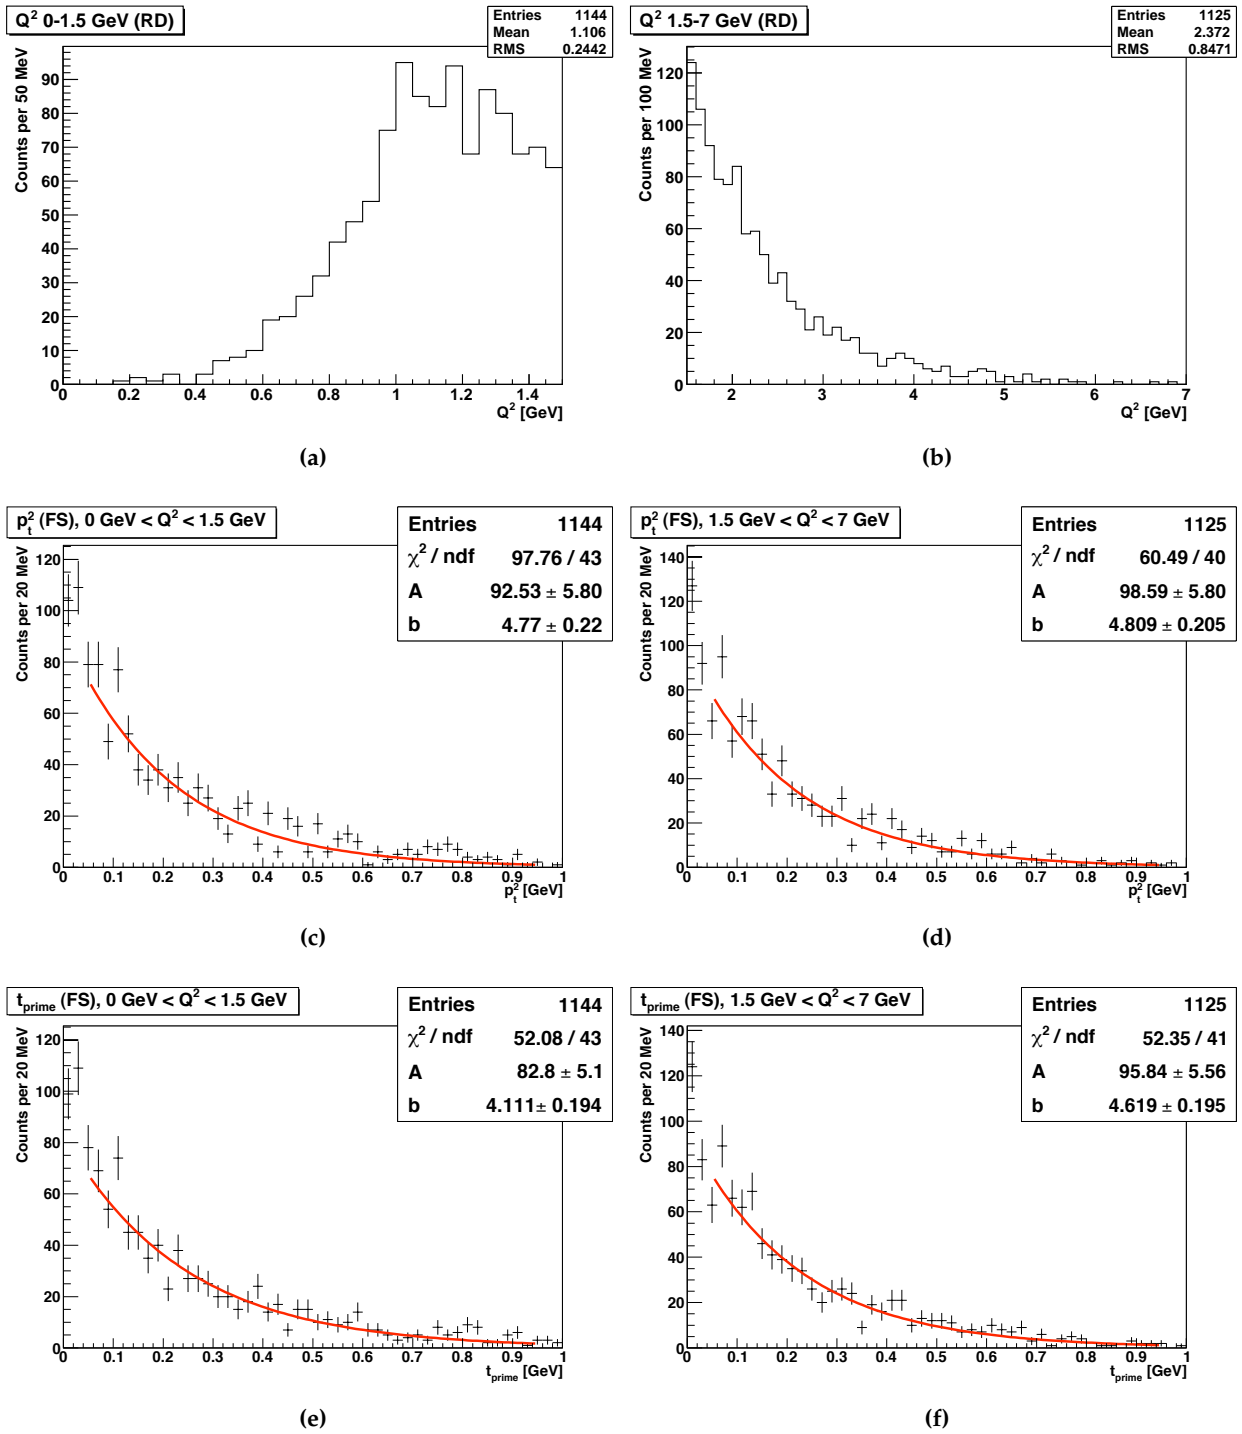 Q² 0-1.5 GeV (RD)
Entries 1144
Mean 1.106
RMS 0.2442
Counts per 50 MeV
90
80
70
60
50
40
30
20
10
0
0 0.2 0.4 0.6 0.8 1 1.2 1.4
Q² [GeV]
(a)
Q² 1.5-7 GeV (RD)
Entries 1125
Mean 2.372
RMS 0.8471
Counts per 100 MeV
120
100
80
60
40
20
0
2 3 4 5 6 7
Q² [GeV]
(b)
p_t² (FS), 0 GeV < Q² < 1.5 GeV
Entries 1144
χ² / ndf 97.76 / 43
A 92.53 ± 5.80
b 4.77 ± 0.22
Counts per 20 MeV
120
100
80
60
40
20
0
0 0.1 0.2 0.3 0.4 0.5 0.6 0.7 0.8 0.9 1
p_t² [GeV]
(c)
p_t² (FS), 1.5 GeV < Q² < 7 GeV
Entries 1125
χ² / ndf 60.49 / 40
A 98.59 ± 5.80
b 4.809 ± 0.205
Counts per 20 MeV
140
120
100
80
60
40
20
0
0 0.1 0.2 0.3 0.4 0.5 0.6 0.7 0.8 0.9 1
p_t² [GeV]
(d)
t_prime (FS), 0 GeV < Q² < 1.5 GeV
Entries 1144
χ² / ndf 52.08 / 43
A 82.8 ± 5.1
b 4.111 ± 0.194
Counts per 20 MeV
120
100
80
60
40
20
0
0 0.1 0.2 0.3 0.4 0.5 0.6 0.7 0.8 0.9 1
t_prime [GeV]
(e)
t_prime (FS), 1.5 GeV < Q² < 7 GeV
Entries 1125
χ² / ndf 52.35 / 41
A 95.84 ± 5.56
b 4.619 ± 0.195
Counts per 20 MeV
140
120
100
80
60
40
20
0
0 0.1 0.2 0.3 0.4 0.5 0.6 0.7 0.8 0.9 1
t_prime [GeV]
(f)